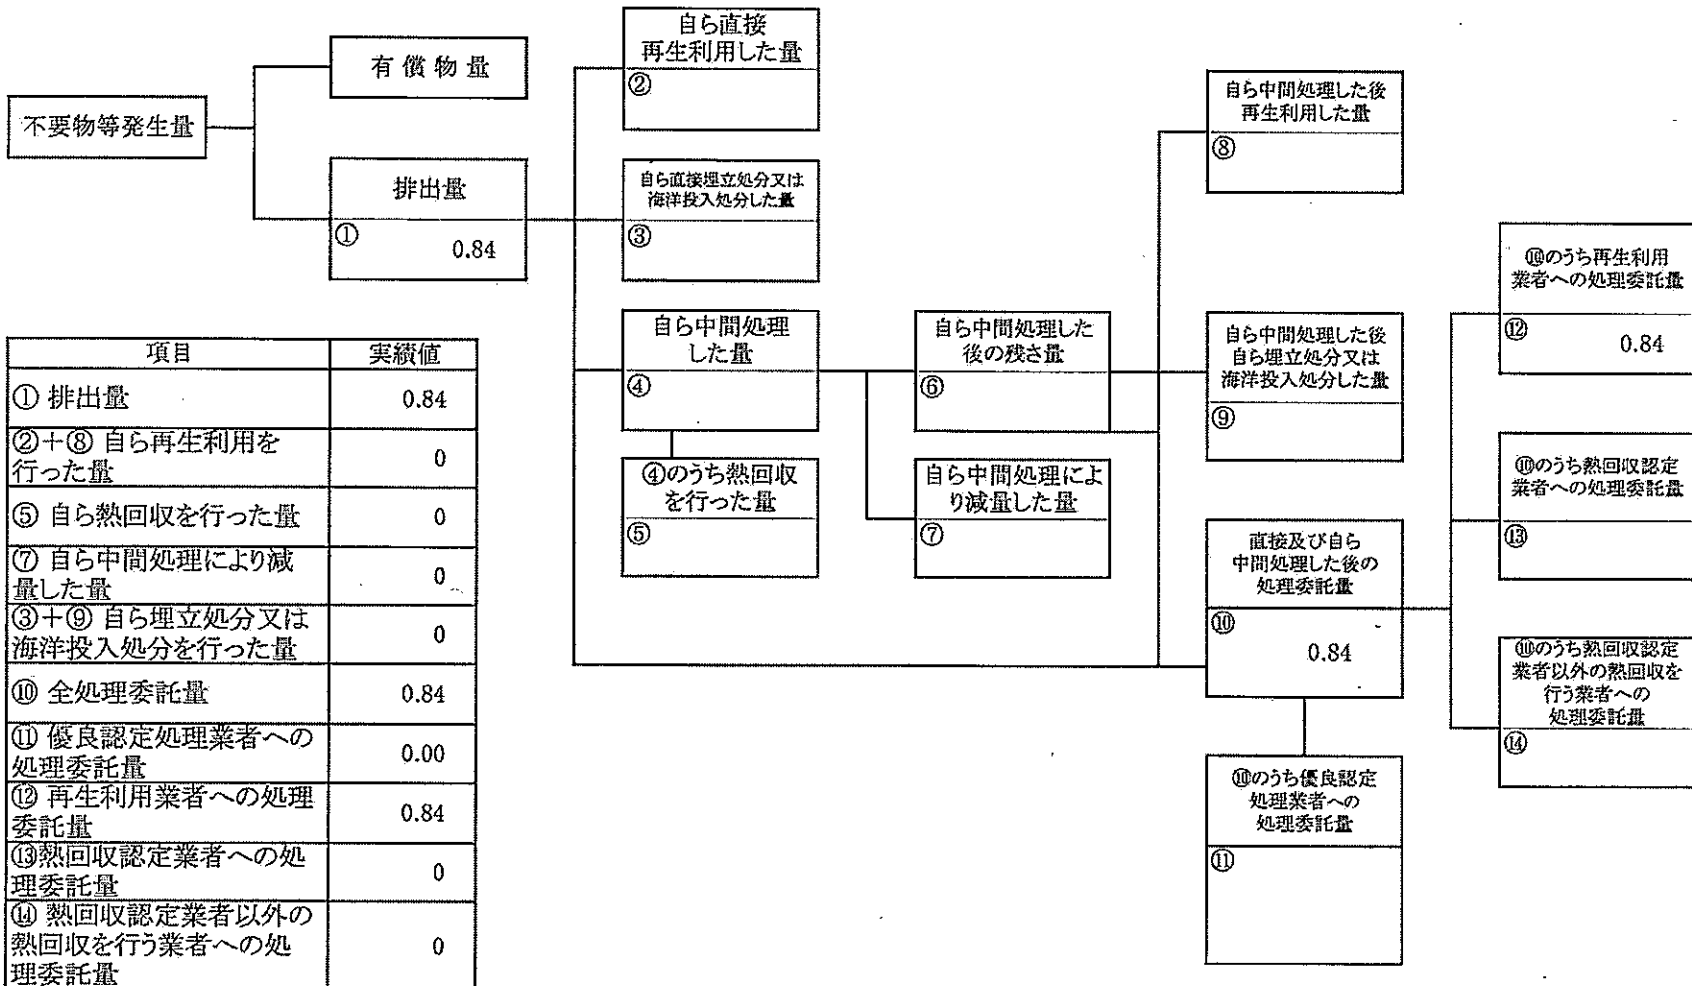 不要物等発生量
有償物量
排出量
①
0.84
自ら直接
再生利用した量
②
自ら直接埋立処分又は
海洋投入処分した量
③
自ら中間処理
した量
④
④のうち熱回収
を行った量
⑤
自ら中間処理した
後の残さ量
⑥
自ら中間処理によ
り減量した量
⑦
自ら中間処理した後
再生利用した量
⑧
自ら中間処理した後
自ら埋立処分又は
海洋投入処分した量
⑨
直接及び自ら
中間処理した後の
処理委託量
⑩
0.84
⑩のうち優良認定
処理業者への
処理委託量
⑪
⑩のうち再生利用
業者への処理委託量
⑫
0.84
⑩のうち熱回収認定
業者への処理委託量
⑬
⑩のうち熱回収認定
業者以外の熱回収を
行う業者への
処理委託量
⑭
項目 実績値
① 排出量 0.84
②+⑧ 自ら再生利用を
行った量 0
⑤ 自ら熱回収を行った量 0
⑦ 自ら中間処理により減
量した量 0
③+⑨ 自ら埋立処分又は
海洋投入処分を行った量 0
⑩ 全処理委託量 0.84
⑪ 優良認定処理業者への
処理委託量 0.00
⑫ 再生利用業者への処理
委託量 0.84
⑬熱回収認定業者への処
理委託量 0
⑭ 熱回収認定業者以外の
熱回収を行う業者への処
理委託量 0